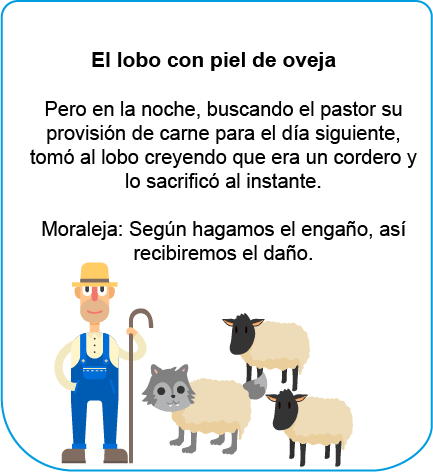 El lobo con piel de oveja
Pero en la noche, buscando el pastor su
provisión de carne para el día siguiente,
tomó al lobo creyendo que era un cordero y
lo sacrificó al instante.
Moraleja: Según hagamos el engaño, así
recibiremos el daño.